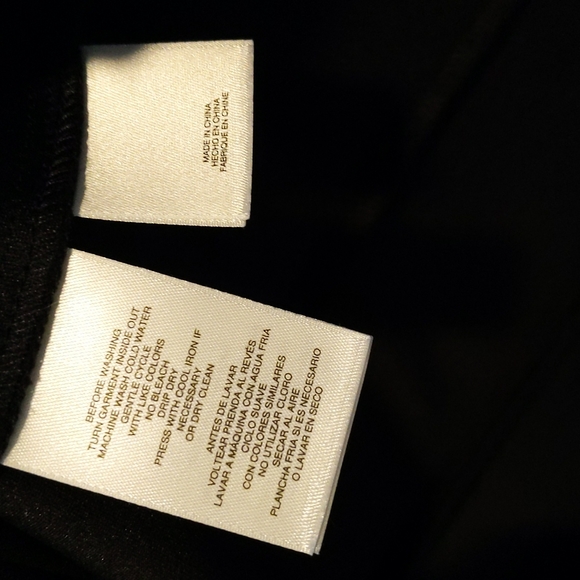 MADE IN CHINA
HECHO EN CHINA
FABRIQUE EN CHINE
BEFORE WASHING
TURN GARMENT INSIDE OUT
MACHINE WASH COLD WATER
GENTLE CYCLE
WITH LIKE COLORS
NO BLEACH
DRIP DRY
PRESS WITH COOL IRON IF
NECESSARY
OR DRY CLEAN
ANTES DE LAVAR
VOLTEAR PRENDA AL REVÉS
LAVAR A MÁQUINA CON AGUA FRIA
CICLO SUAVE
CON COLORES SIMILARES
NO UTILIZAR CLORO
SECAR AL AIRE
PLANCHA FRIA SI ES NECESARIO
O LAVAR EN SECO